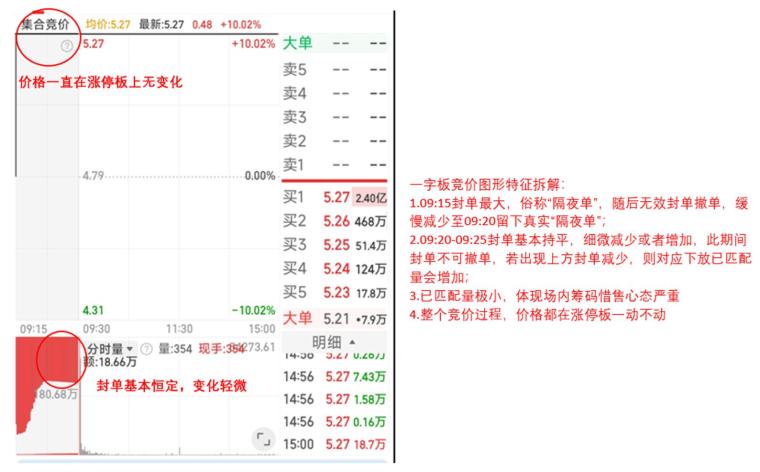 集合竞价 均价:5.27 最新:5.27 0.48 +10.02%
5.27 +10.02%
价格一直在涨停板上无变化
4.79 0.00%
4.31 -10.02%
09:15 09:30 11:30 15:00
分时量 量:354 现手:354
额:18.66万
80.68万
封单基本恒定，变化轻微
大单 -- --
卖5 -- --
卖4 -- --
卖3 -- --
卖2 -- --
卖1 -- --
买1 5.27 2.40亿
买2 5.26 468万
买3 5.25 51.4万
买4 5.24 124万
买5 5.23 17.8万
大单 5.21 +7.9万
明细
14:56 5.27 0.26万
14:56 5.27 7.43万
14:56 5.27 1.58万
14:56 5.27 0.16万
15:00 5.27 18.7万
一字板竞价图形特征拆解：
1.09:15封单最大，俗称“隔夜单”，随后无效封单撤单，缓
慢减少至09:20留下真实“隔夜单”；
2.09:20-09:25封单基本持平，细微减少或者增加，此期间
封单不可撤单，若出现上方封单减少，则对应下放已匹配
量会增加；
3.已匹配量极小，体现场内筹码惜售心态严重
4.整个竞价过程，价格都在涨停板一动不动